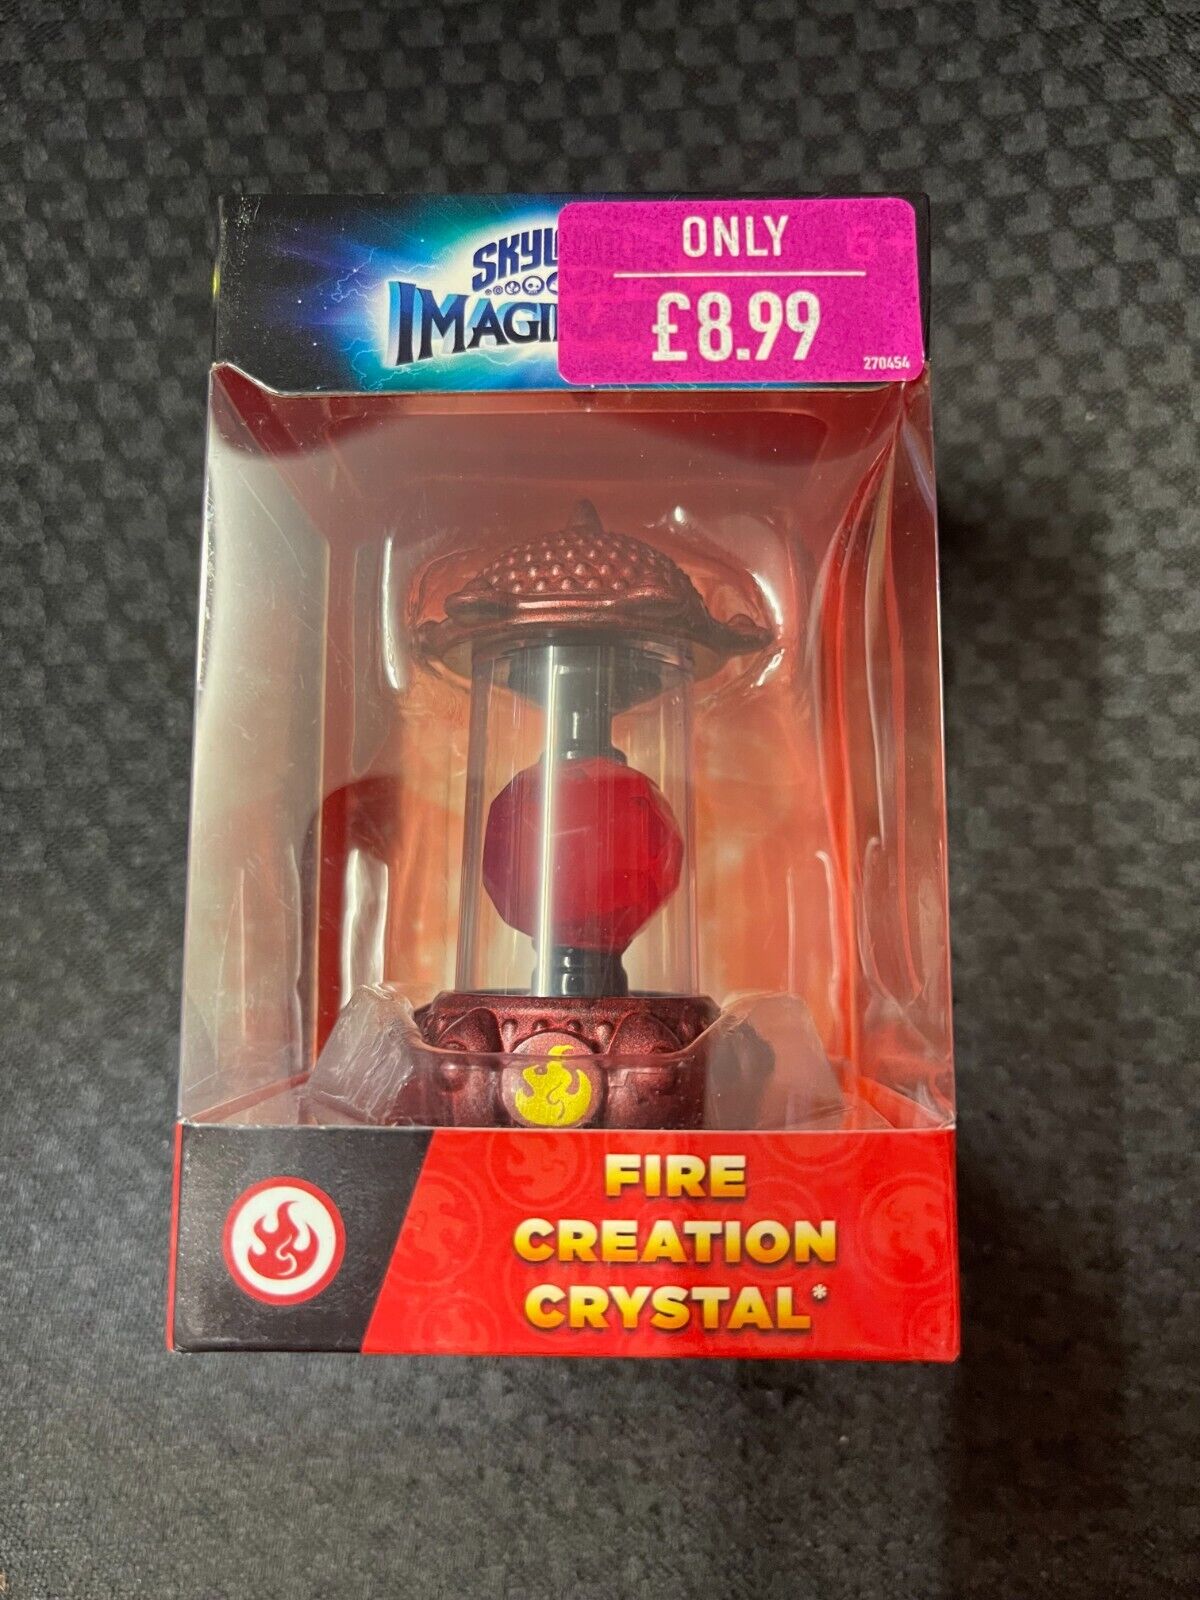 ONLY
£8.99
270454
FIRE
CREATION
CRYSTAL*